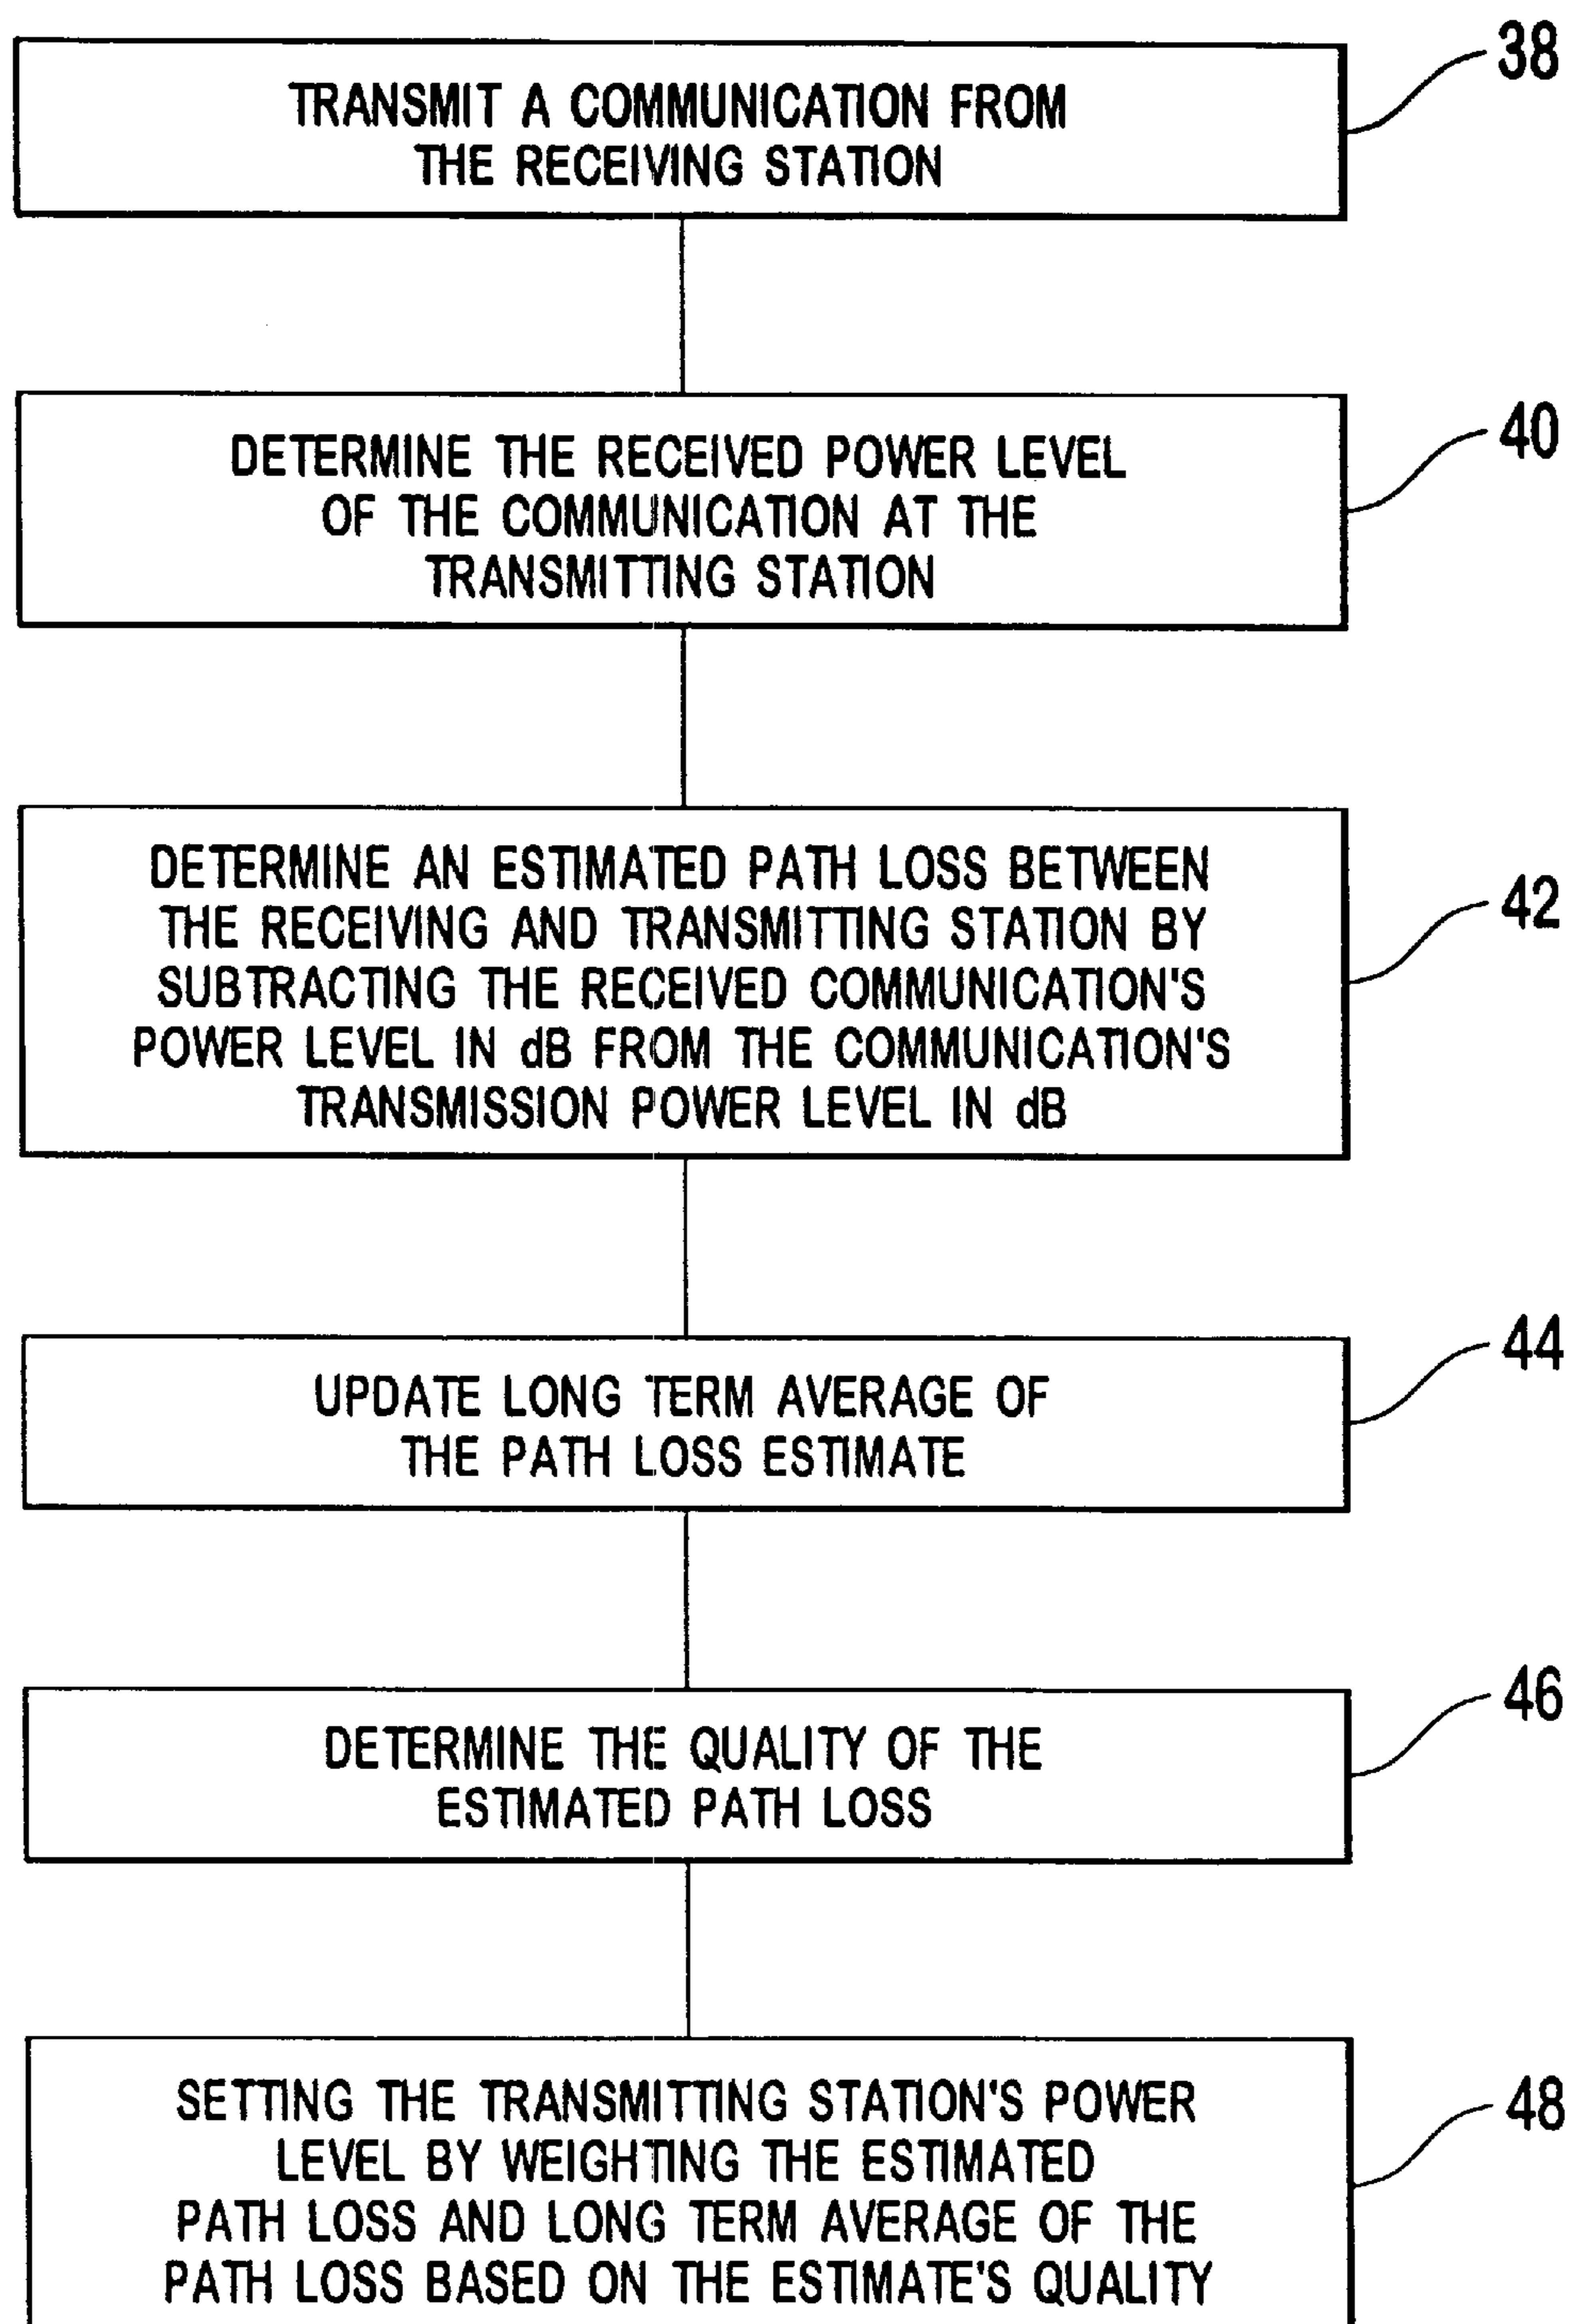 TRANSMIT A COMMUNICATION FROM
THE RECEIVING STATION
38
DETERMINE THE RECEIVED POWER LEVEL
OF THE COMMUNICATION AT THE
TRANSMITTING STATION
40
DETERMINE AN ESTIMATED PATH LOSS BETWEEN
THE RECEIVING AND TRANSMITTING STATION BY
SUBTRACTING THE RECEIVED COMMUNICATION'S
POWER LEVEL IN dB FROM THE COMMUNICATION'S
TRANSMISSION POWER LEVEL IN dB
42
UPDATE LONG TERM AVERAGE OF
THE PATH LOSS ESTIMATE
44
DETERMINE THE QUALITY OF THE
ESTIMATED PATH LOSS
46
SETTING THE TRANSMITTING STATION'S POWER
LEVEL BY WEIGHTING THE ESTIMATED
PATH LOSS AND LONG TERM AVERAGE OF THE
PATH LOSS BASED ON THE ESTIMATE'S QUALITY
48